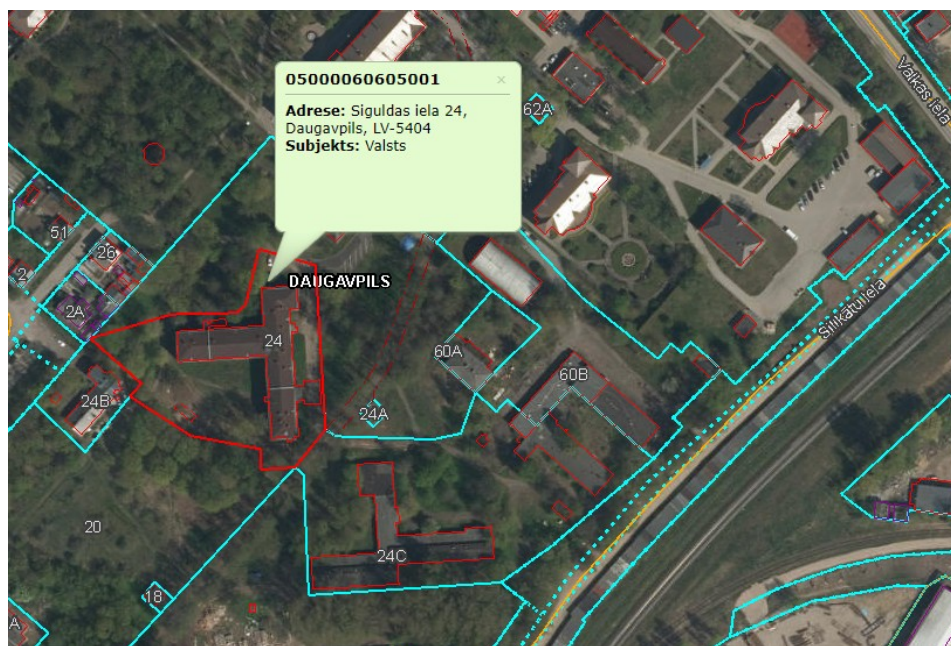 05000060605001 ×
Adrese: Siguldas iela 24,
Daugavpils, LV-5404
Subjekts: Valsts
Valkas iela
62A
51
26
2
2A
DAUGAVPILS
24
Silikatu iela
60A
60B
24B
24A
20
24C
18
A